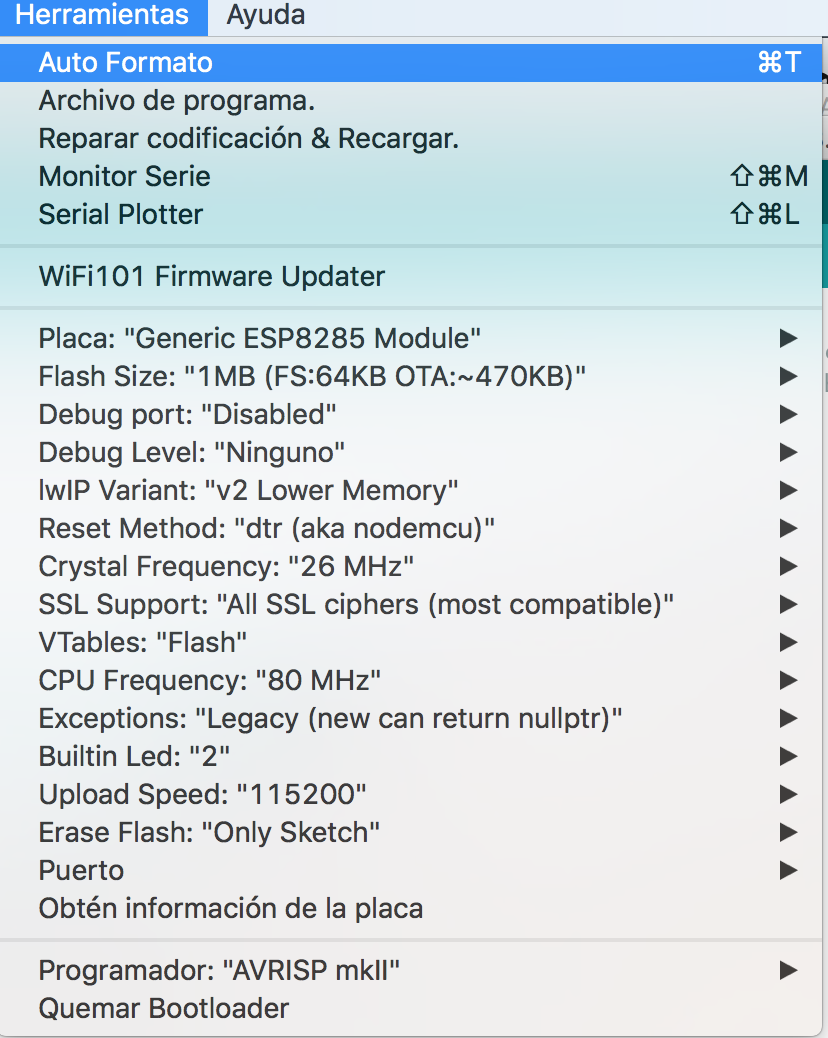 Herramientas Ayuda
Auto Formato ⌘T
Archivo de programa.
Reparar codificación & Recargar.
Monitor Serie ⇧⌘M
Serial Plotter ⇧⌘L
WiFi101 Firmware Updater
Placa: "Generic ESP8285 Module"
Flash Size: "1MB (FS:64KB OTA:~470KB)"
Debug port: "Disabled"
Debug Level: "Ninguno"
lwIP Variant: "v2 Lower Memory"
Reset Method: "dtr (aka nodemcu)"
Crystal Frequency: "26 MHz"
SSL Support: "All SSL ciphers (most compatible)"
VTables: "Flash"
CPU Frequency: "80 MHz"
Exceptions: "Legacy (new can return nullptr)"
Builtin Led: "2"
Upload Speed: "115200"
Erase Flash: "Only Sketch"
Puerto
Obtén información de la placa
Programador: "AVRISP mkII"
Quemar Bootloader